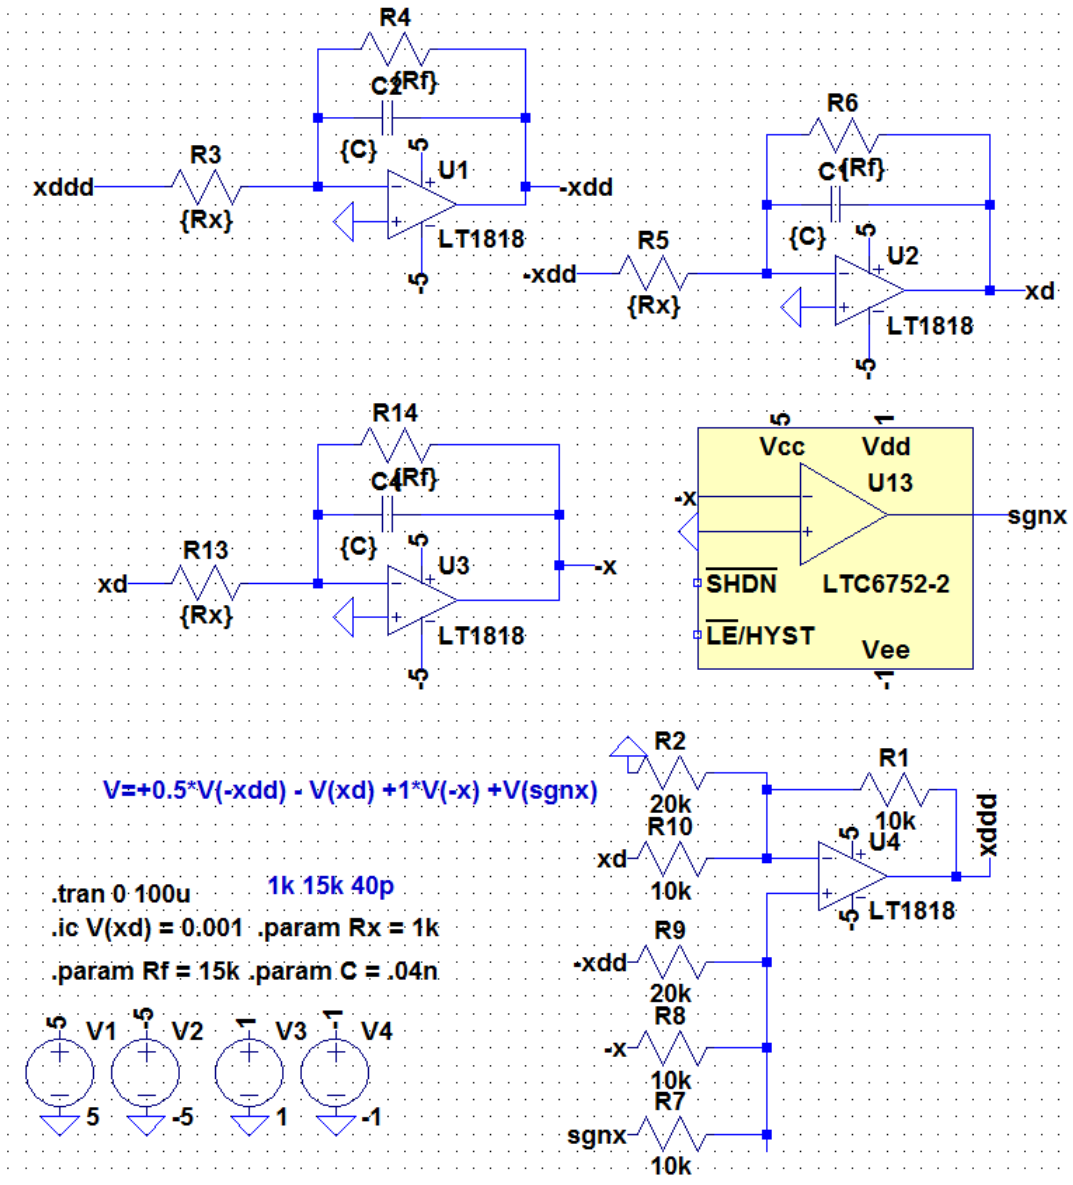 R4
{Rf}
C2
{C}
5
R3
U1
xddd
-xdd
{Rx}
LT1818
-5
R6
C1
{Rf}
{C}
5
R5
U2
-xdd
xd
{Rx}
LT1818
-5
R14
{Rf}
C4
{C}
5
R13
U3
xd
-x
{Rx}
LT1818
-5
5
1
Vcc
Vdd
U13
-x
sgnx
SHDN
LTC6752-2
LE/HYST
Vee
-1
V=+0.5*V(-xdd) - V(xd) +1*V(-x) +V(sgnx)
R2
20k
R1
10k
R10
xd
10k
5
U4
xddd
-5
LT1818
R9
-xdd
20k
R8
-x
10k
R7
sgnx
10k
1k 15k 40p
.tran 0 100u
.ic V(xd) = 0.001 .param Rx = 1k
.param Rf = 15k .param C = .04n
5
V1
5
-5
V2
-5
1
V3
1
-1
V4
-1